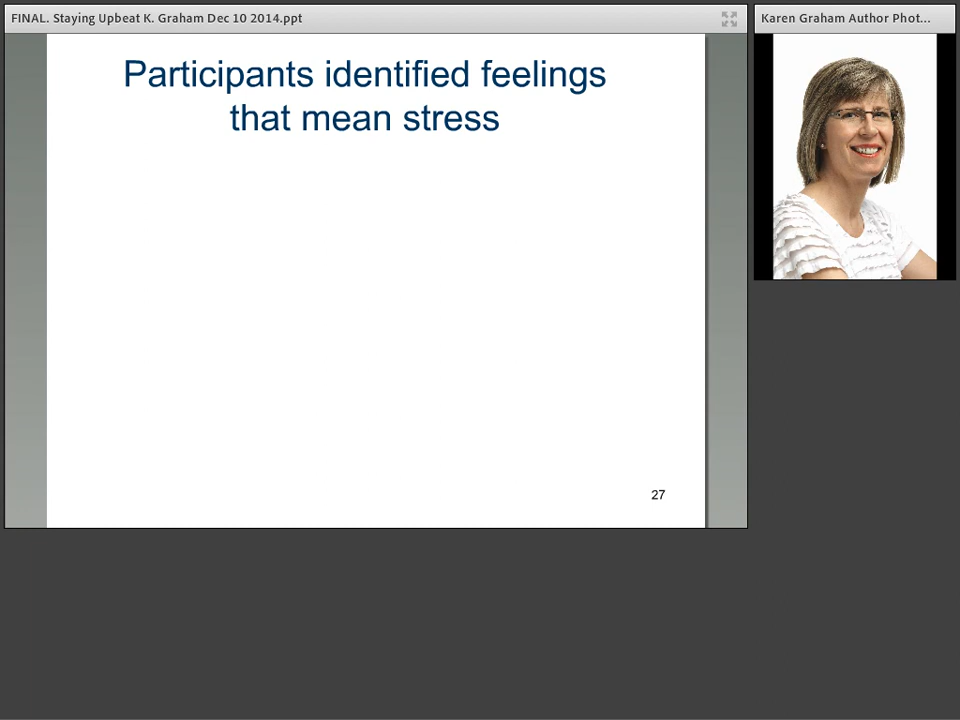 FINAL. Staying Upbeat K. Graham Dec 10 2014.ppt
Karen Graham Author Phot...
Participants identified feelings
that mean stress
27